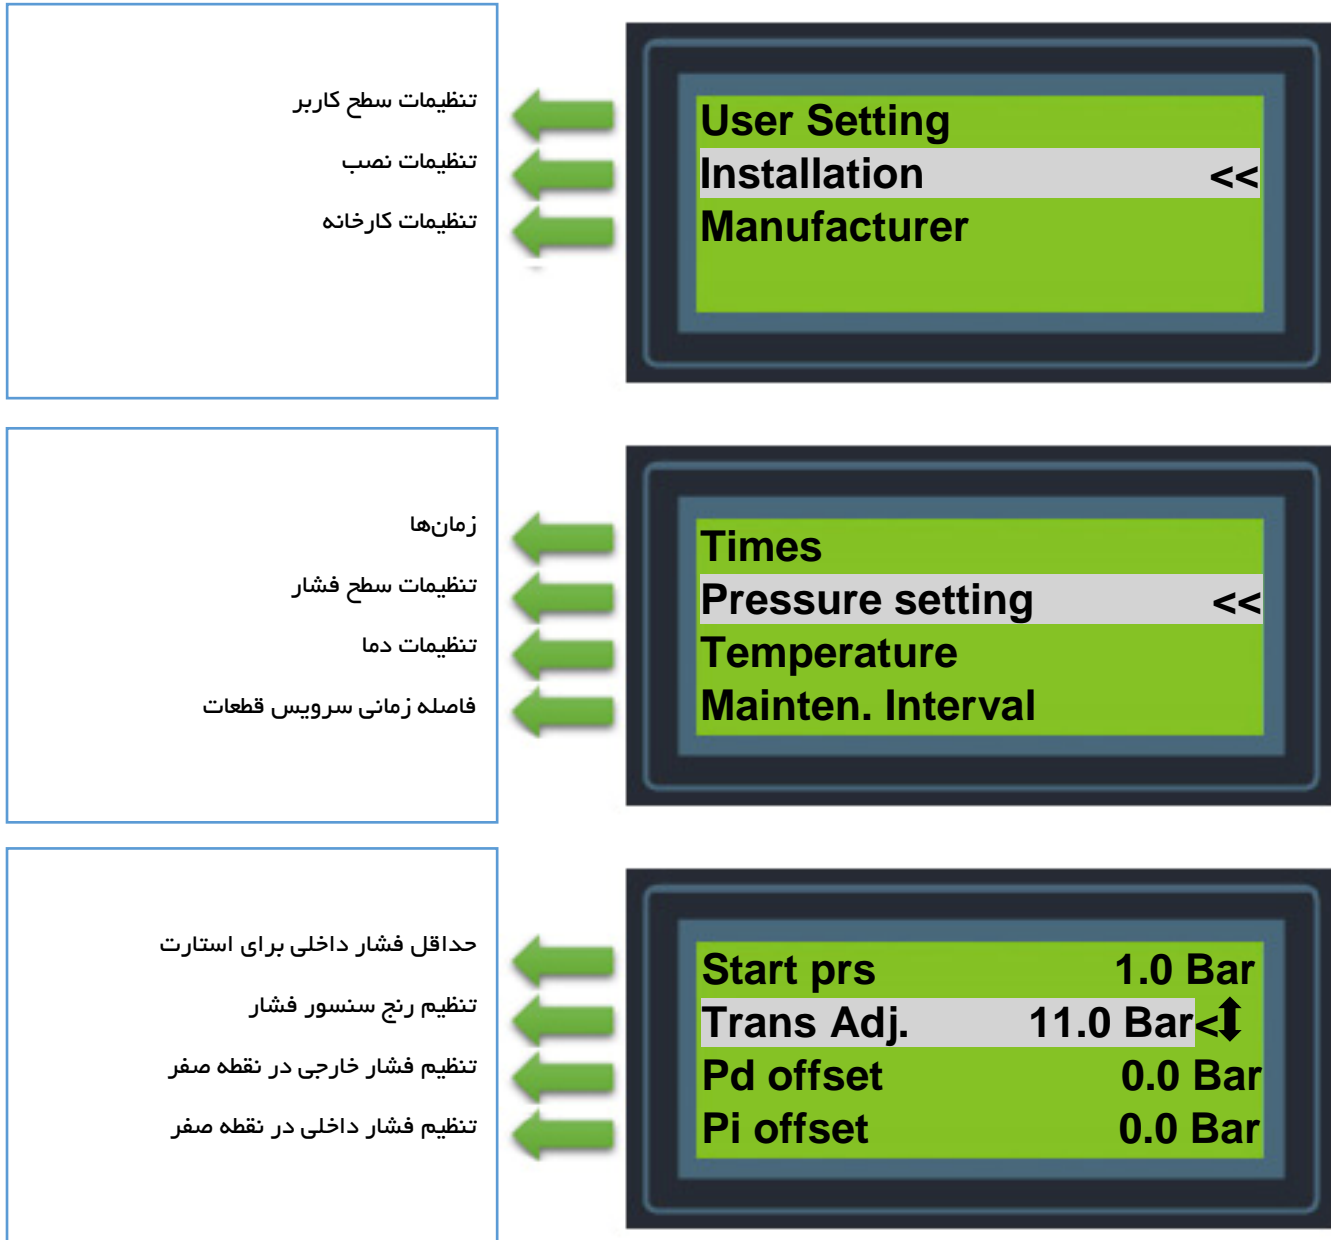 تنظیمات سطح کاربر
تنظیمات نصب
تنظیمات کارخانه
User Setting
Installation <<
Manufacturer
زمان‌ها
تنظیمات سطح فشار
تنظیمات دما
فاصله زمانی سرویس قطعات
Times
Pressure setting <<
Temperature
Mainten. Interval
حداقل فشار داخلی برای استارت
تنظیم رنج سنسور فشار
تنظیم فشار خارجی در نقطه صفر
تنظیم فشار داخلی در نقطه صفر
Start prs 1.0 Bar
Trans Adj. 11.0 Bar<⬍
Pd offset 0.0 Bar
Pi offset 0.0 Bar